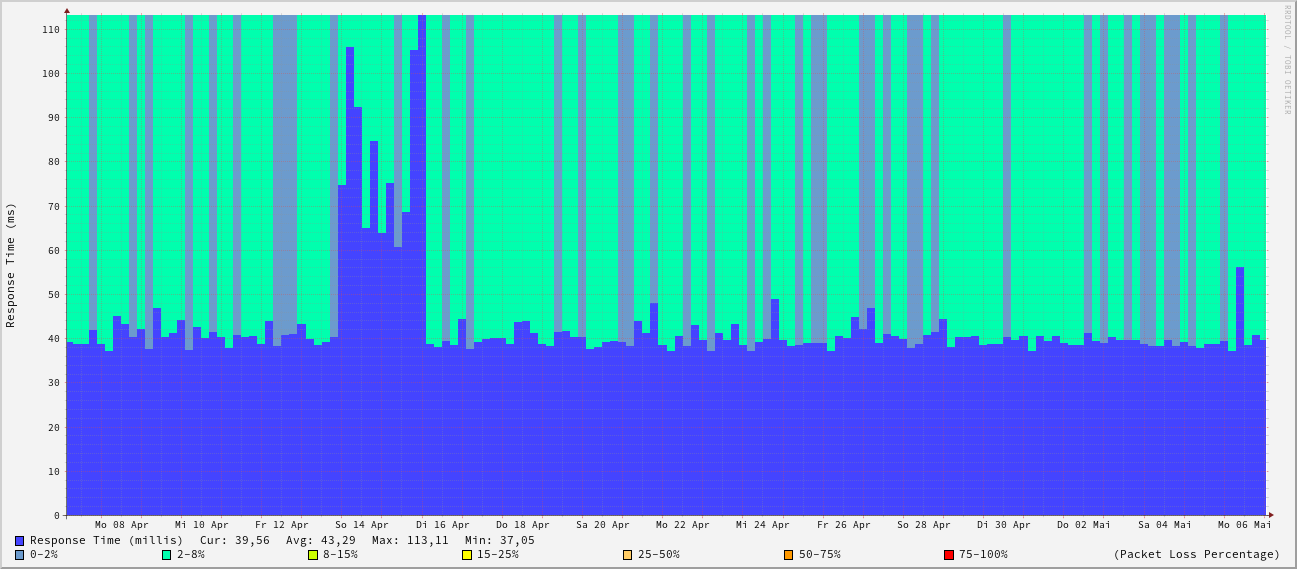 RRDTOOL / TOBI OETIKER
Response Time (ms)
110
100
90
80
70
60
50
40
30
20
10
0
Mo 08 Apr Mi 10 Apr Fr 12 Apr So 14 Apr Di 16 Apr Do 18 Apr Sa 20 Apr Mo 22 Apr Mi 24 Apr Fr 26 Apr So 28 Apr Di 30 Apr Do 02 Mai Sa 04 Mai Mo 06 Mai
Response Time (millis) Cur: 39,56 Avg: 43,29 Max: 113,11 Min: 37,05
0-2% 2-8% 8-15% 15-25% 25-50% 50-75% 75-100% (Packet Loss Percentage)